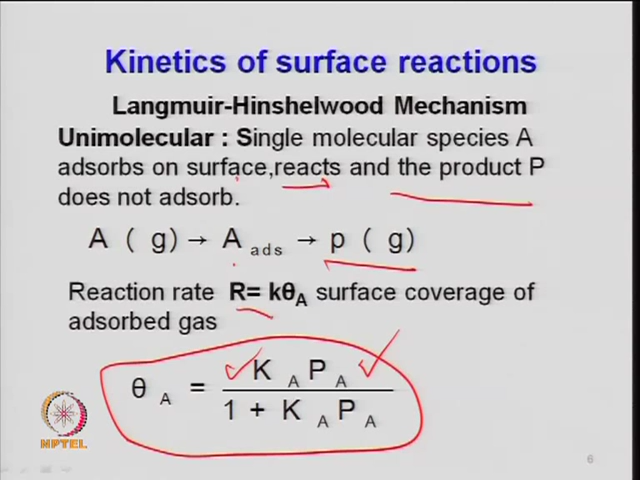 Kinetics of surface reactions
Langmuir-Hinshelwood Mechanism
Unimolecular : Single molecular species A
adsorbs on surface,reacts and the product P
does not adsorb.
A ( g) → A ads → p ( g)
Reaction rate R= kθA surface coverage of
adsorbed gas
θ A = K A P A
1 + K A P A
NPTEL
6